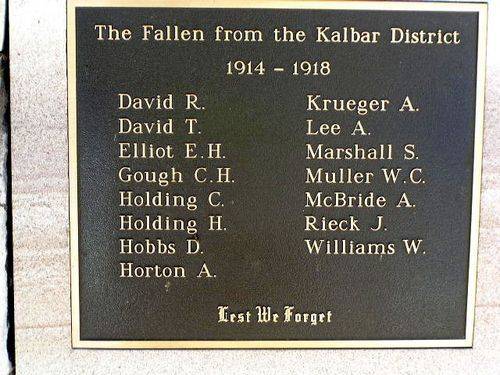 The Fallen from the Kalbar District
1914 - 1918
David R.
David T.
Elliot E.H.
Gough C.H.
Holding C.
Holding H.
Hobbs D.
Horton A.
Krueger A.
Lee A.
Marshall S.
Muller W.C.
McBride A.
Rieck J.
Williams W.
Lest We Forget